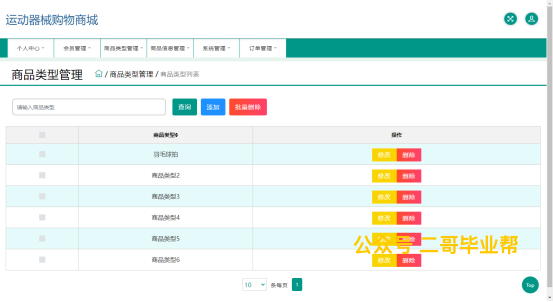 运动器械购物商城
个人中心 会员管理 商品类型管理 商品信息管理 系统管理 订单管理
商品类型管理 / 商品类型管理 / 商品类型列表
请输入商品类型 查询 添加 批量删除
商品类型 操作
羽毛球拍 修改 删除
商品类型2 修改 删除
商品类型3 修改 删除
商品类型4 修改 删除
商品类型5 修改 删除
公众号 二哥毕业帮
商品类型6 修改 删除
10 条每页 1 Top